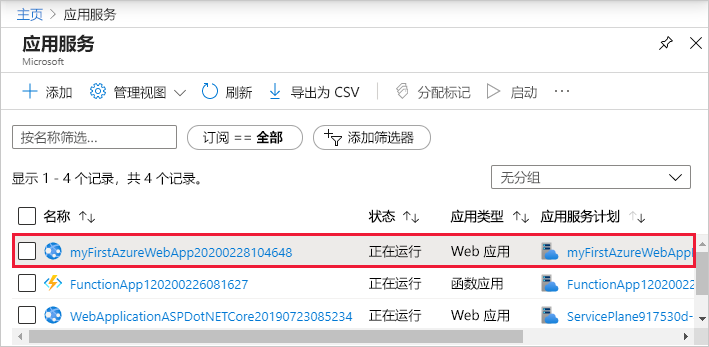 主页 > 应用服务
应用服务
Microsoft
添加 管理视图 刷新 导出为 CSV 分配标记 启动 ···
按名称筛选... 订阅 == 全部 添加筛选器
显示 1 - 4 个记录，共 4 个记录。 无分组
名称 状态 应用类型 应用服务计划
myFirstAzureWebApp20200228104648 正在运行 Web 应用 myFirstAzureWebApp
FunctionApp120200226081627 正在运行 函数应用 FunctionApp12020022
WebApplicationASPDotNETCore20190723085234 正在运行 Web 应用 ServicePlane917530d-